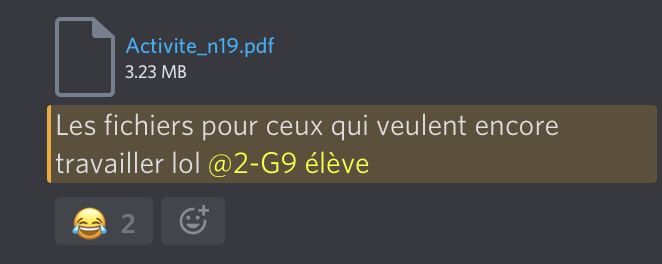 Activite_n19.pdf
3.23 MB
Les fichiers pour ceux qui veulent encore
travailler lol @2-G9 élève
😂 2